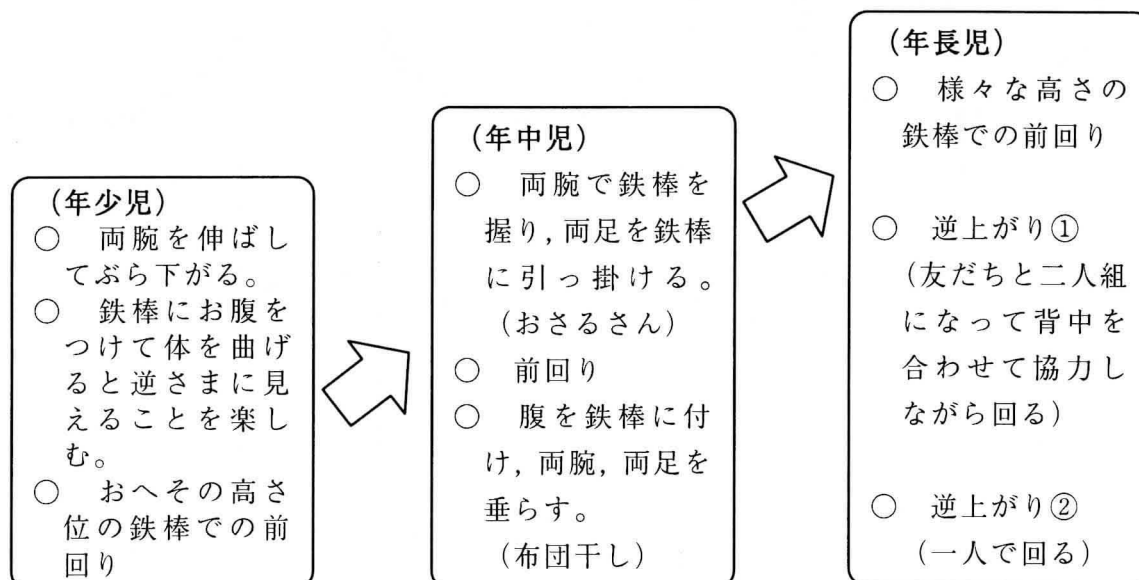 (年少児)
○　両腕を伸ばし
てぶら下がる。
○　鉄棒にお腹を
つけて体を曲げ
ると逆さまに見
えることを楽し
む。
○　おへその高さ
位の鉄棒での前
回り
(年中児)
○　両腕で鉄棒を
握り，両足を鉄棒
に引っ掛ける。
(おさるさん)
○　前回り
○　腹を鉄棒に付
け，両腕，両足を
垂らす。
(布団干し)
(年長児)
○　様々な高さの
鉄棒での前回り
○　逆上がり①
(友だちと二人組
になって背中を
合わせて協力し
ながら回る)
○　逆上がり②
(一人で回る)